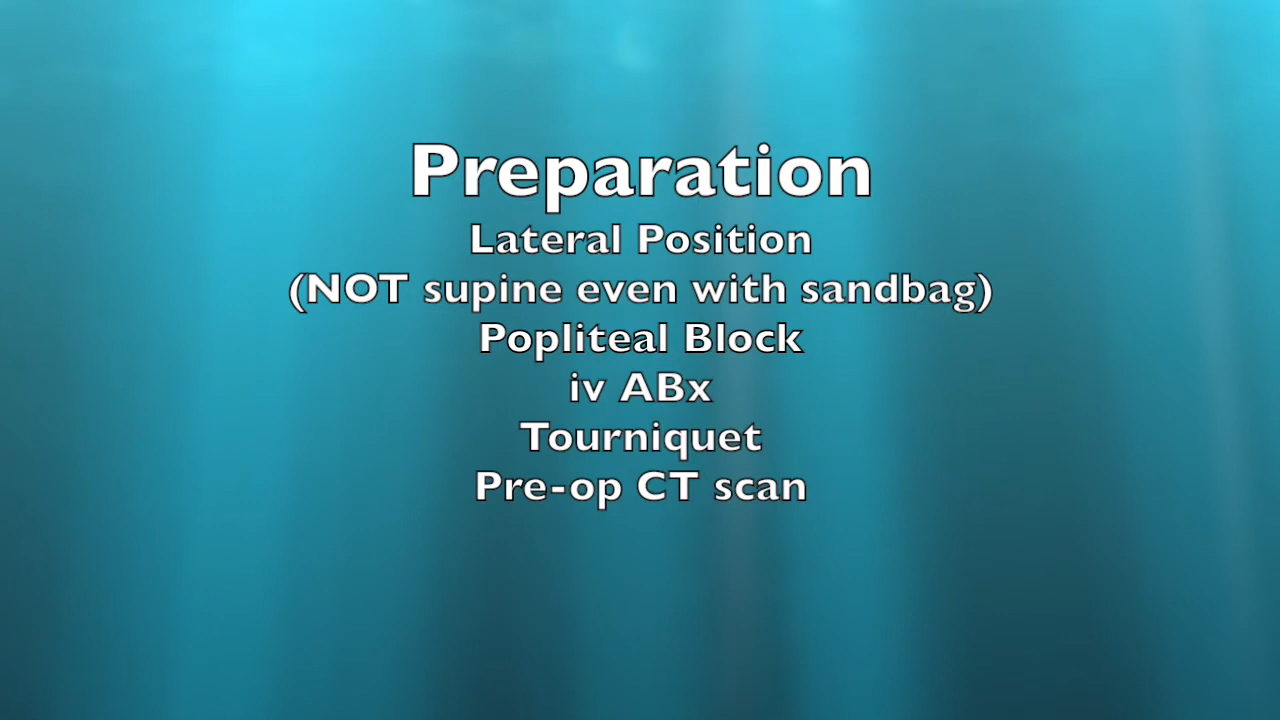 Preparation
Lateral Position
(NOT supine even with sandbag)
Popliteal Block
iv ABx
Tourniquet
Pre-op CT scan